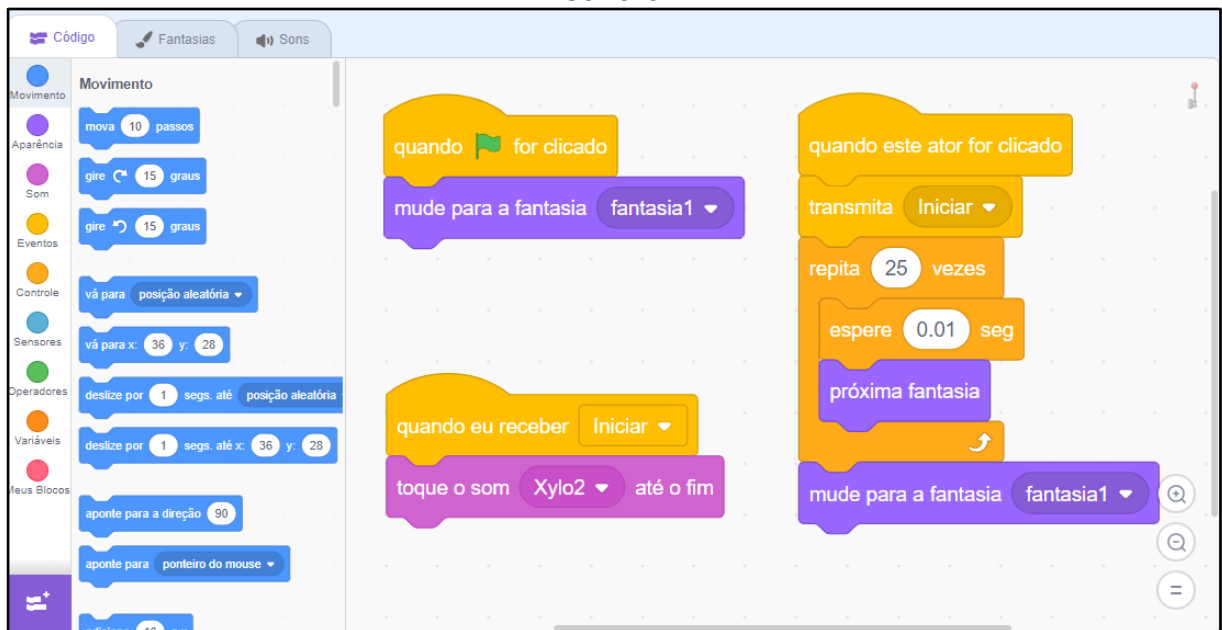 Código
Fantasias
Sons
Movimento
Aparência
Som
Eventos
Controle
Sensores
Operadores
Variáveis
Meus Blocos
Movimento
mova 10 passos
gire 15 graus
gire 15 graus
vá para posição aleatória
vá para x: 36 y: 28
deslize por 1 segs. até posição aleatória
deslize por 1 segs. até x: 36 y: 28
aponte para a direção 90
aponte para ponteiro do mouse
quando for clicado
mude para a fantasia fantasia1
quando eu receber Iniciar
toque o som Xylo2 até o fim
quando este ator for clicado
transmita Iniciar
repita 25 vezes
espere 0.01 seg
próxima fantasia
mude para a fantasia fantasia1